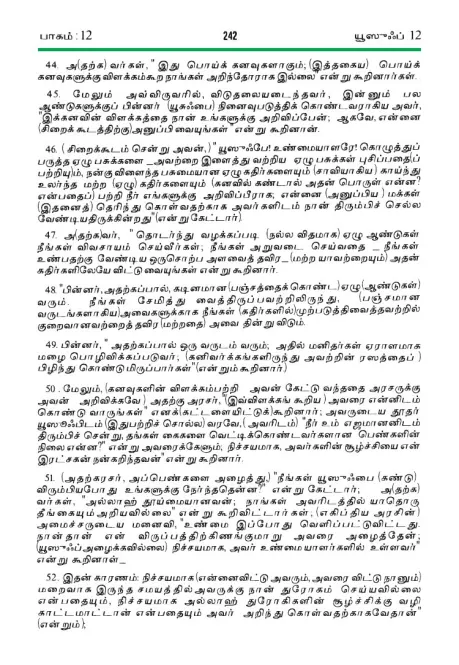 பாகம் : 12 242 யூஸுஃப் 12
44. அ(தற்க) வர்கள், "இது பொய்க் கனவுகளாகும்; (இத்தகைய) பொய்க்
கனவுகளுக்கு விளக்கம்கூற நாங்கள் அறிந்தோராக இல்லை" என்று கூறினார்கள்.
45. மேலும் அவ்விருவரில், விடுதலையடைந்தவர், இன்னும் பல
ஆண்டுகளுக்குப் பின்னர் (யூசுஃபை) நினைவுபடுத்திக் கொண்டவராகிய அவர்,
"இக்கனவின் விளக்கத்தை நான் உங்களுக்கு அறிவிப்பேன்; ஆகவே, என்னை
(சிறைக் கூடத்திற்கு)அனுப்பி வையுங்கள்" என்று கூறினான்.
46. (சிறைக்கூடம் சென்று அவன்,) "யூஸுஃபே! உண்மையாளரே! கொழுத்துப்
பருத்த ஏழு பசுக்களை _அவற்றை இளைத்து வற்றிய ஏழு பசுக்கள் புசிப்பதை(ப்
பற்றியு)ம், நன்கு விளைந்த பசுமையான ஏழு கதிர்களையும் (சாவியாகி) காய்ந்து
உலர்ந்த மற்ற (ஏழு) கதிர்களையும் (கனவில் கண்டால் அதன் பொருள் என்ன?
என்பதைப்) பற்றி நீர் எங்களுக்கு அறிவிப்பீராக; என்னை (அனுப்பிய) மக்கள்
(இதனைத்) தெரிந்து கொள்வதற்காக அவர்களிடம் நான் திரும்பிச் செல்ல
வேண்டியதிருக்கின்றது"(என்று கேட்டார்).
47. அ(தற்க)வர், "தொடர்ந்து வழக்கப்படி (நல்ல விதமாக) ஏழு ஆண்டுகள்
நீங்கள் விவசாயம் செய்வீர்கள்; நீங்கள் அறுவடை செய்வதை _ நீங்கள்
உண்பதற்கு வேண்டிய ஒருசொற்ப அளவைத் தவிர_(மற்ற யாவற்றையும்) அதன்
கதிர்களிலேயே விட்டு வையுங்கள் என்று கூறினார்.
48."பின்னர், அதற்கப்பால், கடினமான (பஞ்சத்தைக் கொண்ட) ஏழு(ஆண்டுகள்)
வரும். நீங்கள் சேமித்து வைத்திருப்பவற்றிலிருந்து, (பஞ்சமான
வருடங்களாகிய)அவைகளுக்காக நீங்கள் (கதிர்களில்)முற்படுத்திவைத்தவற்றில்
குறைவானவற்றைத் தவிர (மற்றதை) அவை தின்று விடும்.
49. பின்னர், "அதற்கப்பால் ஒரு வருடம் வரும்; அதில் மனிதர்கள் ஏராளமாக
மழை பொழிவிக்கப்படுவர்; (கனிவர்க்கங்களிருந்து அவற்றின் ரஸத்தைப்)
பிழிந்து கொண்டுமிருப்பார்கள்"(என்றும்கூறினார்.)
50. மேலும், (கனவுகளின் விளக்கம்பற்றி அவன் கேட்டு வந்ததை அரசருக்கு
அவன் அறிவிக்கவே) அதற்கு அரசர், (இவ்விளக்கங் கூறிய)அவரை என்னிடம்
கொண்டு வாருங்கள்" எனக்(கட்டளையிட்டுக்)கூறினார்; அவருடைய தூதர்
யூஸூஃபிடம் (இதுபற்றிச் சொல்ல) வரவே, (அவரிடம்) "நீர் உம் எஜமானனிடம்
திரும்பிச் சென்று, தங்கள் கைகளை வெட்டிக்கொண்டவர்களான பெண்களின்
நிலை என்ன?" என்று அவரைக்கேளும், நிச்சயமாக, அவர்களின் சூழ்ச்சியை என்
இரட்சகன் நன்கறிந்தவன்" என்று கூறினார்.
51. (அதற்கரசர், அப்பெண்களை அழைத்து,) "நீங்கள் யூஸுஃபை (கண்டு)
விரும்பியபோது உங்களுக்கு நேர்ந்ததென்ன?" என்று கேட்டார்; அ(தற்க)
வர்கள், "அல்லாஹ் தூய்மையானவன்; நாங்கள் அவரிடத்தில் யாதொரு
தீங்கையும் அறியவில்லை" என்று கூறிவிட்டார்கள்; (எகிப்திய அரசின்)
அமைச்சருடைய மனைவி, "உண்மை இப்போது வெளிப்பட்டுவிட்டது.
நான்தான் என் விருப்பத்திற்கிணங்குமாறு அவரை அழைத்தேன்;
(யூஸுஃப்அழைக்கவில்லை) நிச்சயமாக, அவர் உண்மையாளர்களில் உள்ளவர்"
என்று கூறினாள்_
52. இதன் காரணம்: நிச்சயமாக (என்னைவிட்டு அவரும், அவரை விட்டு நானும்)
மறைவாக இருந்த சமயத்தில்அவருக்கு நான் துரோகம் செய்யவில்லை
என்பதையும், நிச்சயமாக அல்லாஹ் துரோகிகளின் சூழ்ச்சிக்கு வழி
காட்டமாட்டான் என்பதையும் அவர் அறிந்து கொள்வதற்காகவேதான்"
(என்றும்);